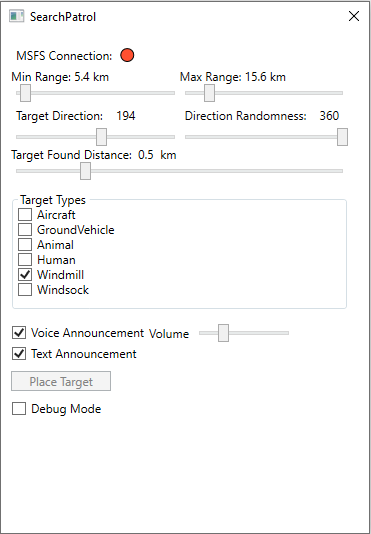 SearchPatrol
MSFS Connection:
Min Range: 5.4 km Max Range: 15.6 km
Target Direction: 194 Direction Randomness: 360
Target Found Distance: 0.5 km
Target Types
Aircraft
GroundVehicle
Animal
Human
Windmill
Windsock
Voice Announcement Volume
Text Announcement
Place Target
Debug Mode